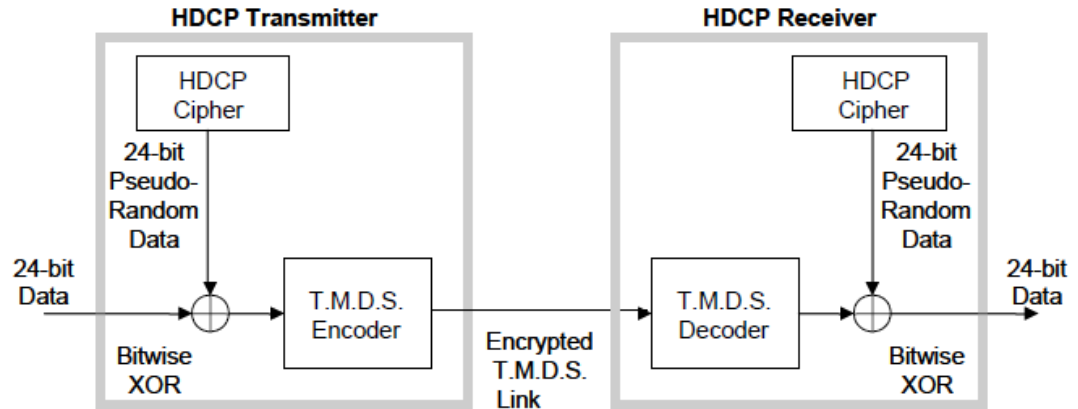 HDCP Transmitter
HDCP
Cipher
24-bit
Pseudo-
Random
Data
24-bit
Data
Bitwise
XOR
T.M.D.S.
Encoder
Encrypted
T.M.D.S.
Link
HDCP Receiver
HDCP
Cipher
24-bit
Pseudo-
Random
Data
T.M.D.S.
Decoder
Bitwise
XOR
24-bit
Data